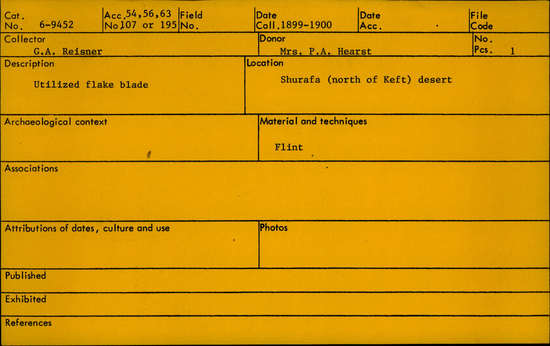 Cat. No. 6-9452 Acc. No. 54,56,63 107 or 195 Field No. Date Coll. 1899-1900 Date Acc. File Code
Collector G.A. Reisner Donor Mrs. P.A. Hearst No. Pcs. 1
Description Location
Utilized flake blade Shurafa (north of Keft) desert
Archaeological context Material and techniques
Flint
Associations
Attributions of dates, culture and use Photos
Published
Exhibited
References